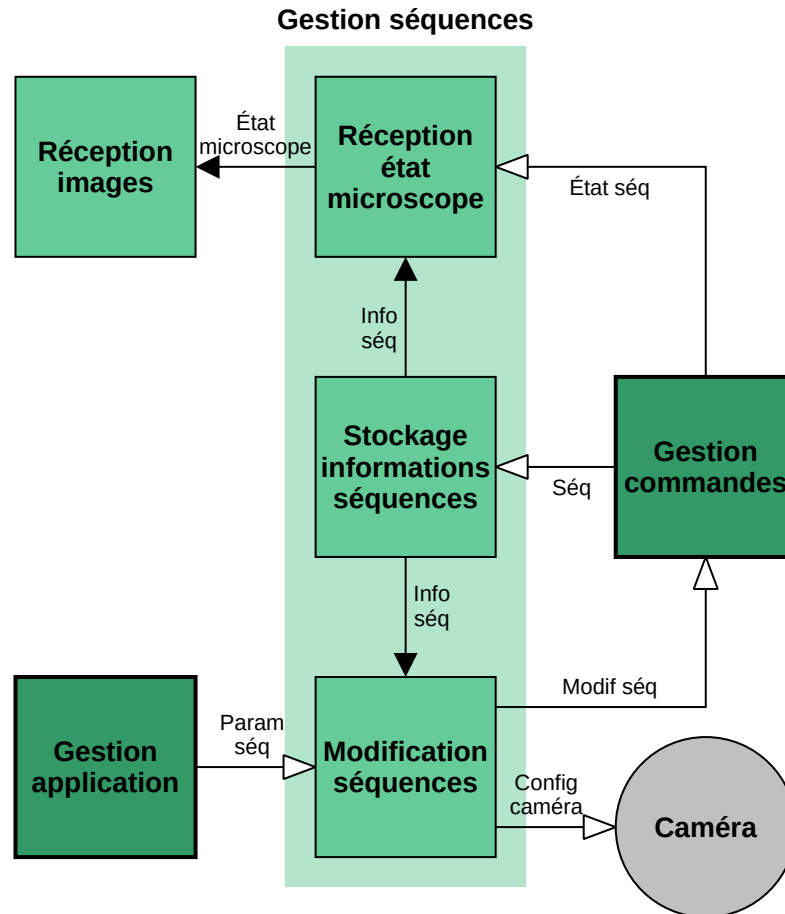 Gestion séquences
Réception
images
État
microscope
Réception
état
microscope
État séq
Info
séq
Stockage
informations
séquences
Séq
Gestion
commandes
Info
séq
Modif séq
Gestion
application
Param
séq
Modification
séquences
Config
caméra
Caméra